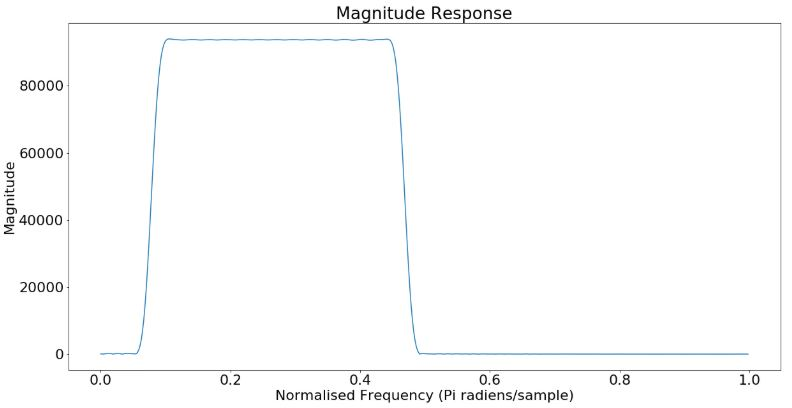 Magnitude Response
Magnitude
80000
60000
40000
20000
0
0.0 0.2 0.4 0.6 0.8 1.0
Normalised Frequency (Pi radiens/sample)